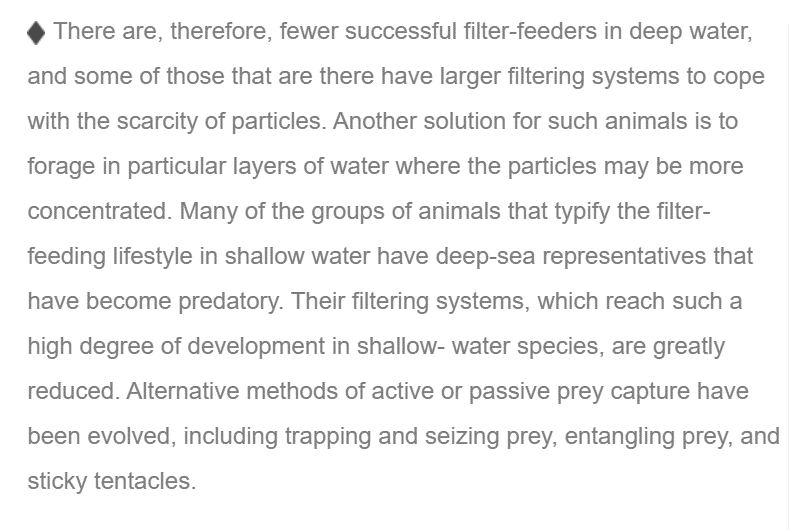 ♦ There are, therefore, fewer successful filter-feeders in deep water,
and some of those that are there have larger filtering systems to cope
with the scarcity of particles. Another solution for such animals is to
forage in particular layers of water where the particles may be more
concentrated. Many of the groups of animals that typify the filter-
feeding lifestyle in shallow water have deep-sea representatives that
have become predatory. Their filtering systems, which reach such a
high degree of development in shallow- water species, are greatly
reduced. Alternative methods of active or passive prey capture have
been evolved, including trapping and seizing prey, entangling prey, and
sticky tentacles.